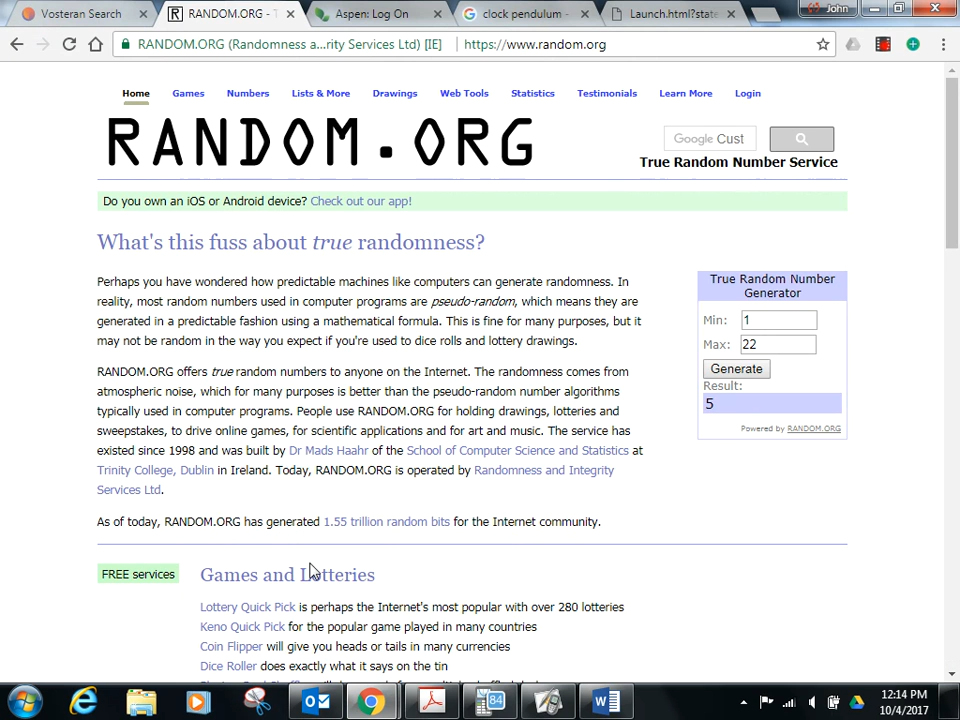 Vosteran Search
RANDOM.ORG - T
Aspen: Log On
clock pendulum -
Launch.html?state
John
RANDOM.ORG (Randomness a...rity Services Ltd) [IE]
https://www.random.org
Home
Games
Numbers
Lists & More
Drawings
Web Tools
Statistics
Testimonials
Learn More
Login
RANDOM.ORG
Google Cust
True Random Number Service
Do you own an iOS or Android device? Check out our app!
What's this fuss about true randomness?
Perhaps you have wondered how predictable machines like computers can generate randomness. In
reality, most random numbers used in computer programs are pseudo-random, which means they are
generated in a predictable fashion using a mathematical formula. This is fine for many purposes, but it
may not be random in the way you expect if you're used to dice rolls and lottery drawings.
RANDOM.ORG offers true random numbers to anyone on the Internet. The randomness comes from
atmospheric noise, which for many purposes is better than the pseudo-random number algorithms
typically used in computer programs. People use RANDOM.ORG for holding drawings, lotteries and
sweepstakes, to drive online games, for scientific applications and for art and music. The service has
existed since 1998 and was built by Dr Mads Haahr of the School of Computer Science and Statistics at
Trinity College, Dublin in Ireland. Today, RANDOM.ORG is operated by Randomness and Integrity
Services Ltd.
As of today, RANDOM.ORG has generated 1.55 trillion random bits for the Internet community.
True Random Number
Generator
Min: 1
Max: 22
Generate
Result:
5
Powered by RANDOM.ORG
FREE services
Games and Lotteries
Lottery Quick Pick is perhaps the Internet's most popular with over 280 lotteries
Keno Quick Pick for the popular game played in many countries
Coin Flipper will give you heads or tails in many currencies
Dice Roller does exactly what it says on the tin
84
12:14 PM
10/4/2017